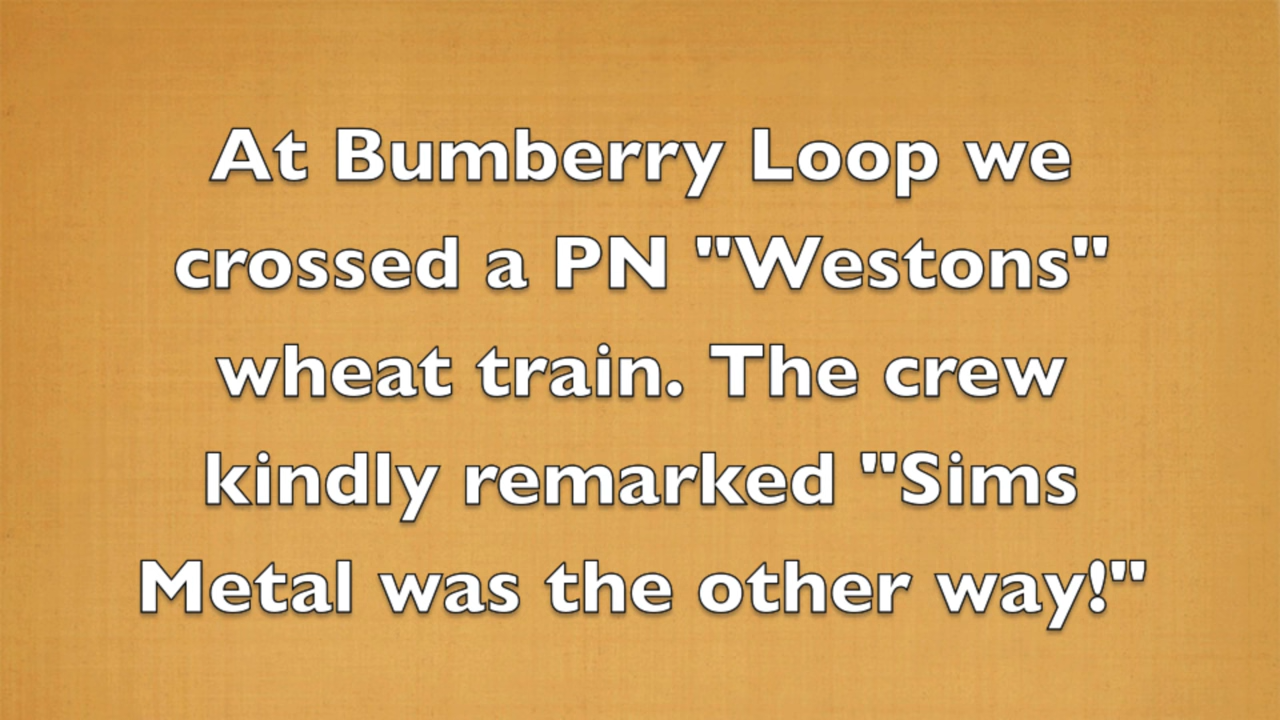 At Bumberry Loop we
crossed a PN "Westons"
wheat train. The crew
kindly remarked "Sims
Metal was the other way!"